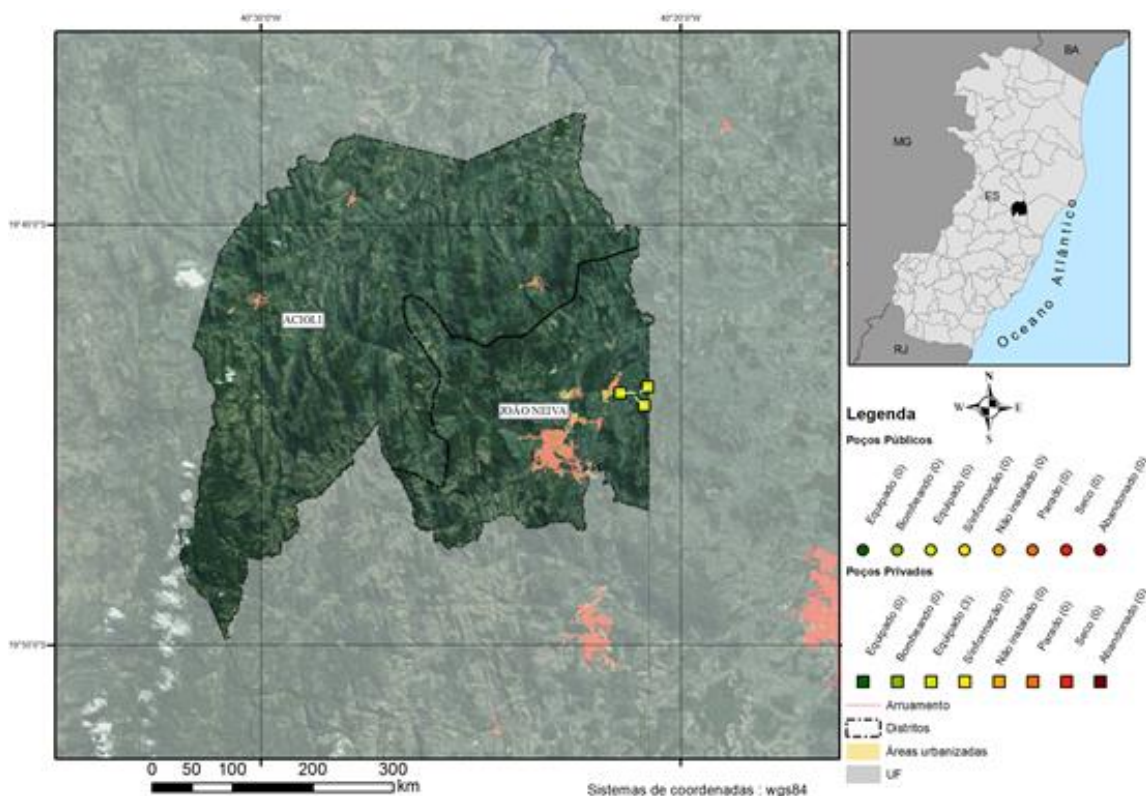 40°30'0"W
40°20'0"W
19°40'0"S
ACIOLI
JOÃO NEIVA
19°50'0"S
0 50 100 200 300
km
Sistemas de coordenadas : wgs84
BA
MG
ES
RJ
Oceano Atlântico
N
W E
S
Legenda
Poços Públicos
Equipado (0)
Bombeando (0)
Equipado (0)
S/informação (0)
Não instalado (0)
Parado (0)
Seco (0)
Abandonado (0)
Poços Privados
Equipado (0)
Bombeando (0)
Equipado (3)
S/informação (0)
Não instalado (0)
Parado (0)
Seco (0)
Abandonado (0)
Arruamento
Distritos
Áreas urbanizadas
UF